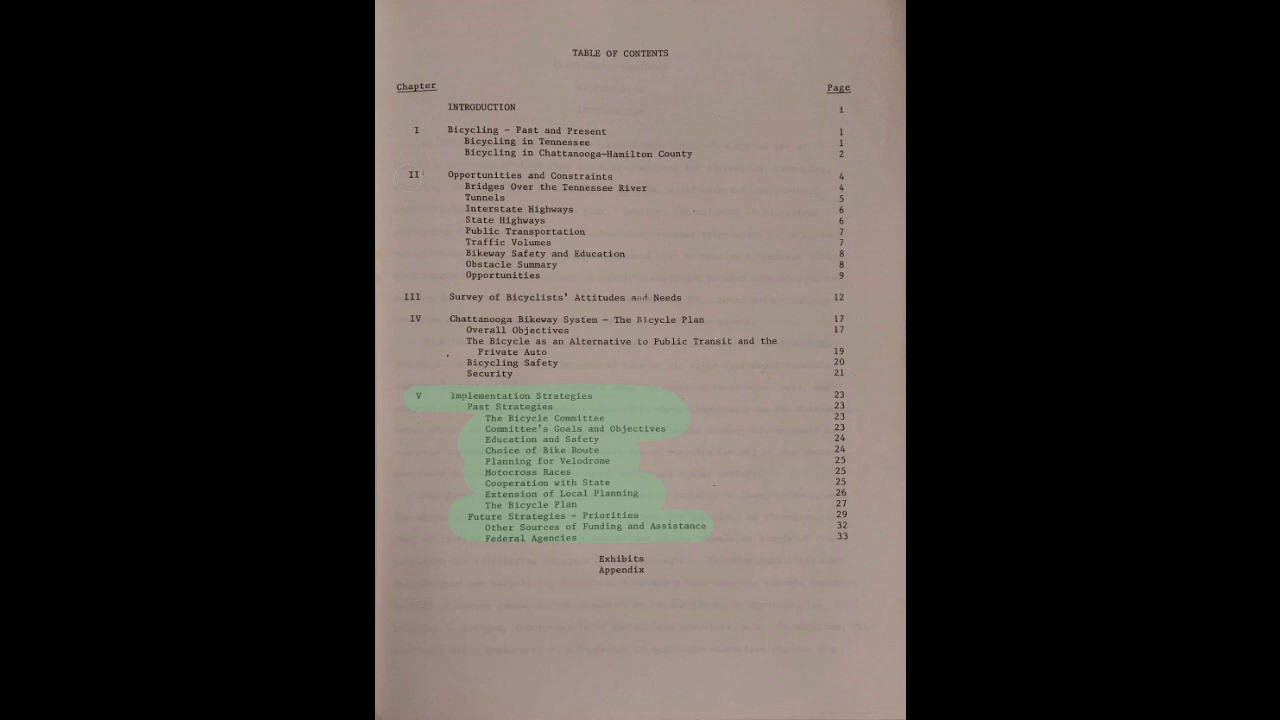 TABLE OF CONTENTS
Chapter Page
INTRODUCTION i
I Bicycling - Past and Present 1
Bicycling in Tennessee 1
Bicycling in Chattanooga-Hamilton County 2
II Opportunities and Constraints 4
Bridges Over the Tennessee River 4
Tunnels 5
Interstate Highways 6
State Highways 6
Public Transportation 7
Traffic Volumes 7
Bikeway Safety and Education 8
Obstacle Summary 8
Opportunities 9
III Survey of Bicyclists' Attitudes and Needs 12
IV Chattanooga Bikeway System - The Bicycle Plan 17
Overall Objectives 17
The Bicycle as an Alternative to Public Transit and the
Private Auto 19
Bicycling Safety 20
Security 21
V Implementation Strategies 23
Past Strategies 23
The Bicycle Committee 23
Committee's Goals and Objectives 23
Education and Safety 24
Choice of Bike Route 24
Planning for Velodrome 25
Motocross Races 25
Cooperation with State 25
Extension of Local Planning 26
The Bicycle Plan 27
Future Strategies - Priorities 29
Other Sources of Funding and Assistance 32
Federal Agencies 33
Exhibits
Appendix